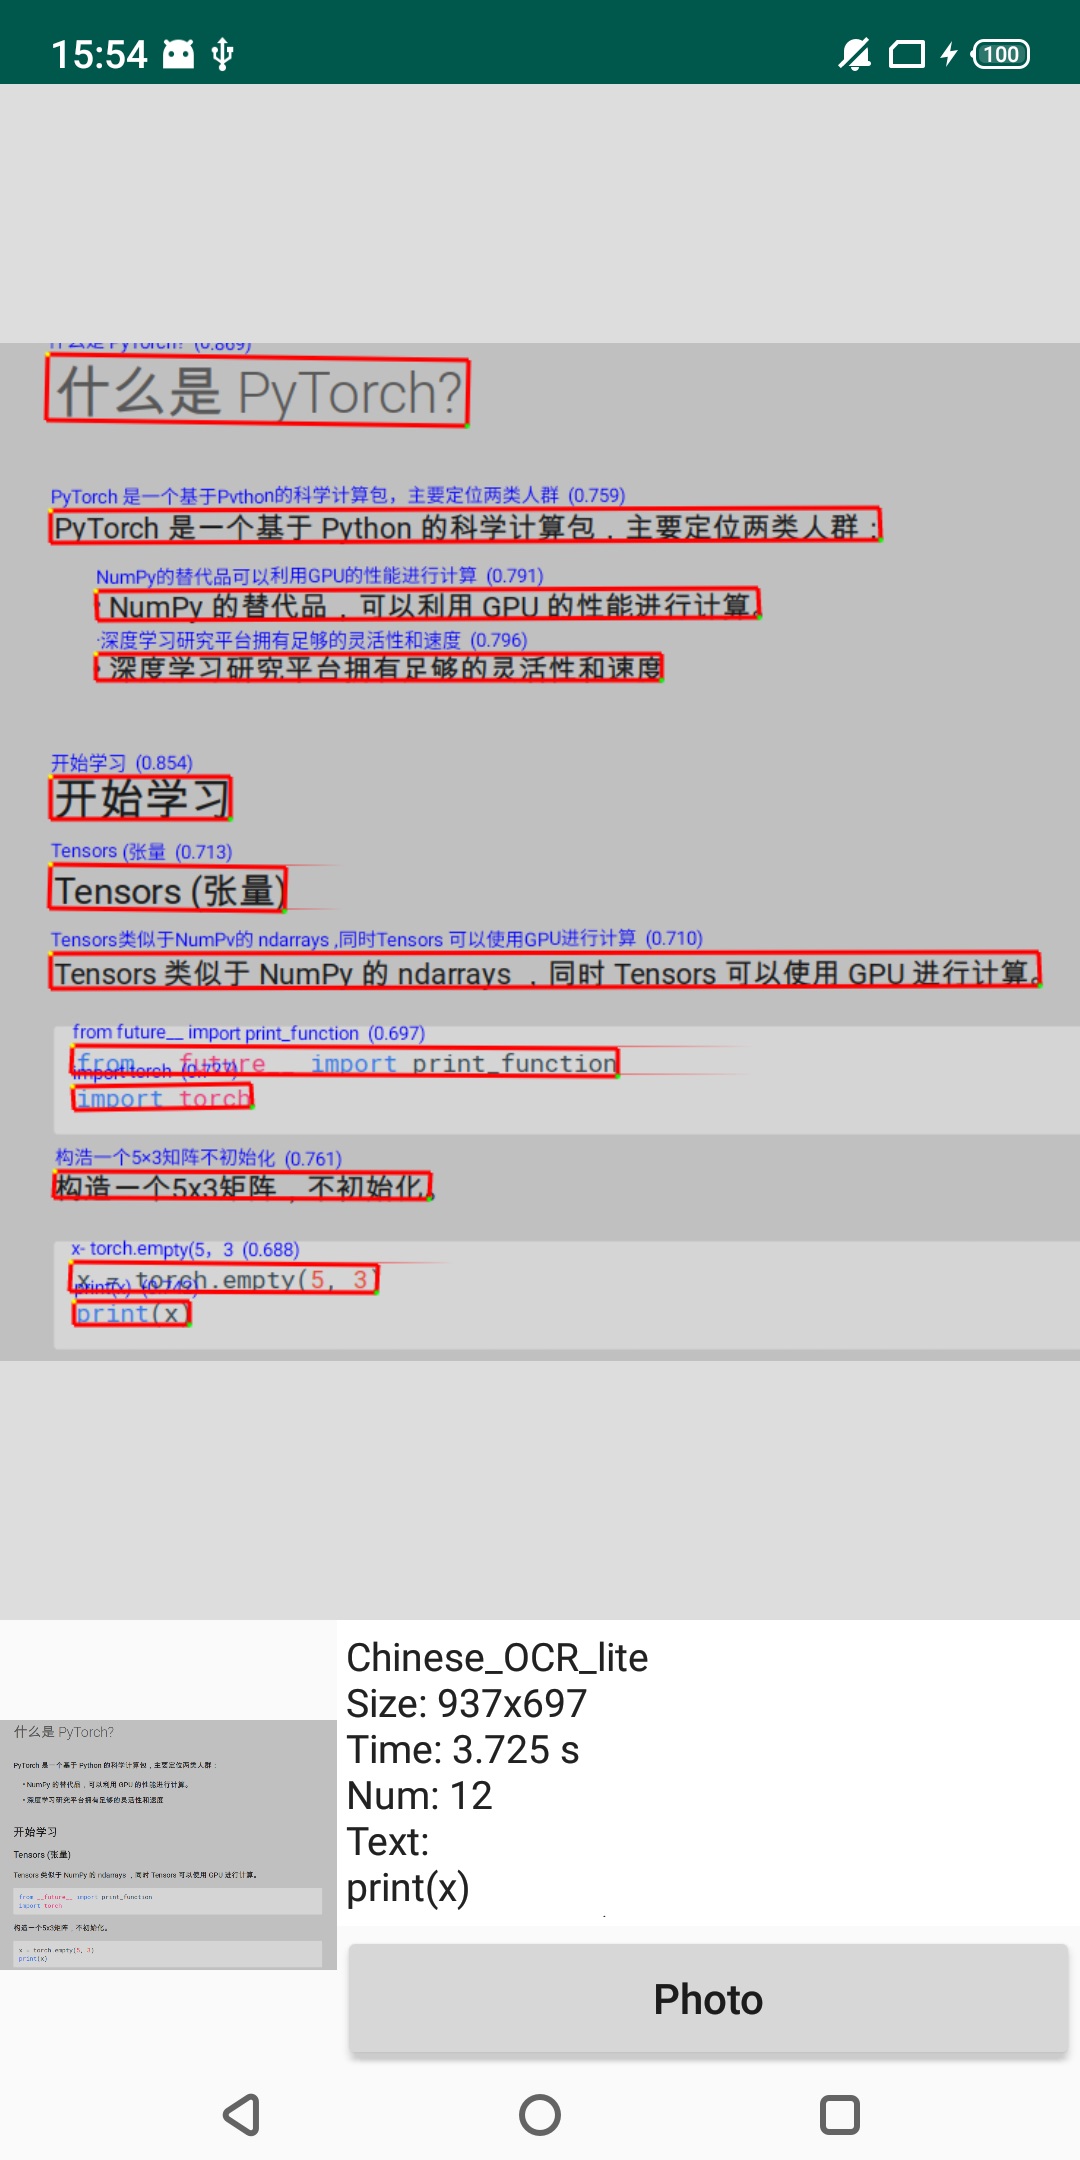 15:54
100
什么是 PyTorch? (0.869)
什么是 PyTorch?
PyTorch 是一个基于Pvthon的科学计算包，主要定位两类人群 (0.759)
PyTorch 是一个基于 Python 的科学计算包，主要定位两类人群：
NumPy的替代品可以利用GPU的性能进行计算 (0.791)
· NumPy 的替代品，可以利用 GPU 的性能进行计算。
·深度学习研究平台拥有足够的灵活性和速度 (0.796)
· 深度学习研究平台拥有足够的灵活性和速度
开始学习 (0.854)
开始学习
Tensors (张量 (0.713)
Tensors (张量)
Tensors类似于NumPv的 ndarrays ,同时Tensors 可以使用GPU进行计算 (0.710)
Tensors 类似于 NumPy 的 ndarrays ，同时 Tensors 可以使用 GPU 进行计算。
from future__ import print_function (0.697)
from __future__ import print_function
import torch (0.737)
import torch
构浩一个5×3知阵不初始化 (0.761)
构造一个5x3矩阵，不初始化。
x- torch.empty(5，3 (0.688)
x = torch.empty(5, 3)
print(x)
print(x)
什么是 PyTorch?
PyTorch 是一个基于 Python 的科学计算包，主要定位两类人群：
• NumPy 的替代品，可以利用 GPU 的性能进行计算。
• 深度学习研究平台拥有足够的灵活性和速度
开始学习
Tensors (张量)
Tensors 类似于 NumPy 的 ndarrays ，同时 Tensors 可以使用 GPU 进行计算。
from __future__ import print_function
import torch
构造一个5x3矩阵，不初始化。
x = torch.empty(5, 3)
print(x)
Chinese_OCR_lite
Size: 937x697
Time: 3.725 s
Num: 12
Text:
print(x)
Photo